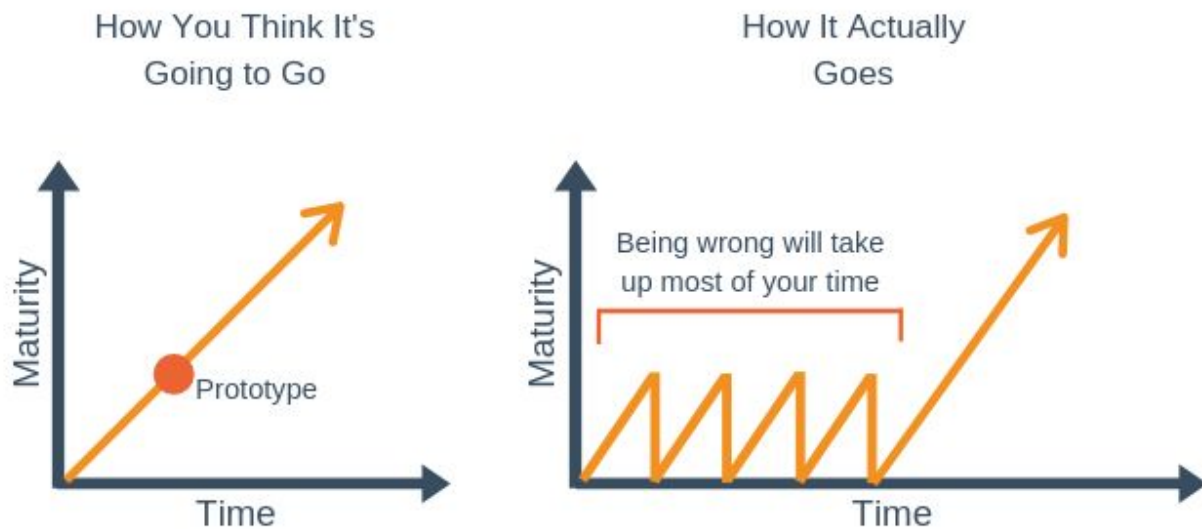 How You Think It's
Going to Go
Maturity
Prototype
Time
How It Actually
Goes
Being wrong will take
up most of your time
Maturity
Time